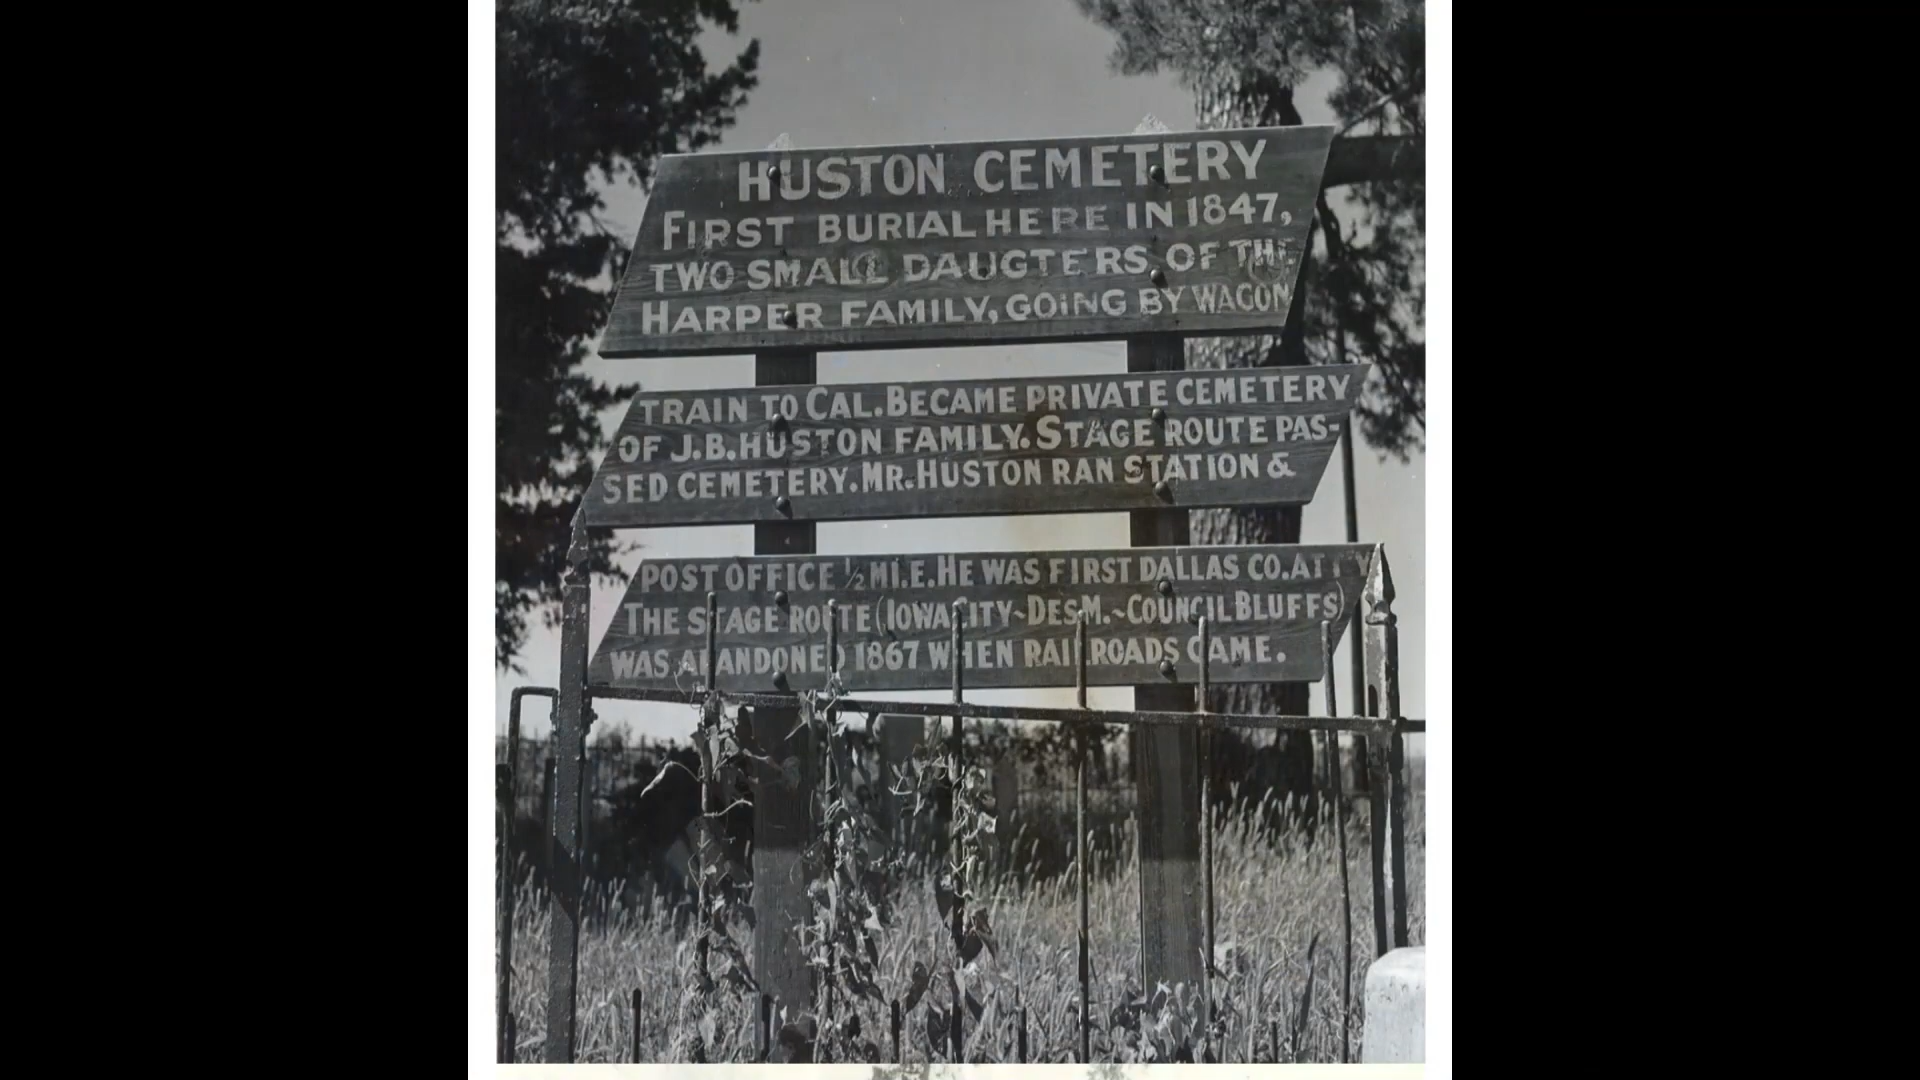 HUSTON CEMETERY
FIRST BURIAL HERE IN 1847,
TWO SMALL DAUGTERS OF THE
HARPER FAMILY, GOING BY WAGON
TRAIN TO CAL. BECAME PRIVATE CEMETERY
OF J.B. HUSTON FAMILY. STAGE ROUTE PAS-
SED CEMETERY. MR. HUSTON RAN STATION &
POST OFFICE ½ MI. E. HE WAS FIRST DALLAS CO. ATT'Y
THE STAGE ROUTE (IOWA CITY~DES M.~COUNCIL BLUFFS)
WAS ABANDONED 1867 WHEN RAILROADS CAME.